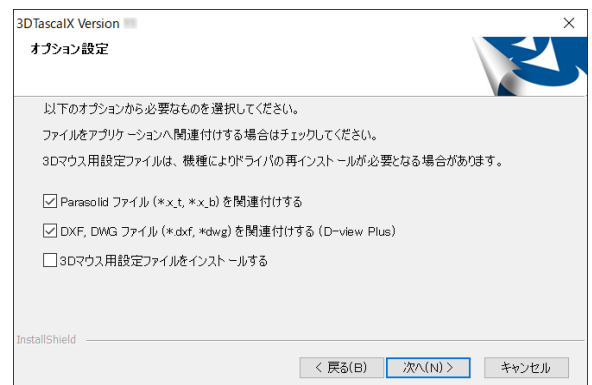 3DTascalX Version
オプション設定
以下のオプションから必要なものを選択してください。
ファイルをアプリケーションへ関連付けする場合はチェックしてください。
3Dマウス用設定ファイルは、機種によりドライバの再インストールが必要となる場合があります。
Parasolid ファイル (*.x_t, *.x_b) を関連付けする
DXF, DWG ファイル (*.dxf, *dwg) を関連付けする (D-view Plus)
3Dマウス用設定ファイルをインストールする
InstallShield
< 戻る(B) 次へ(N) > キャンセル